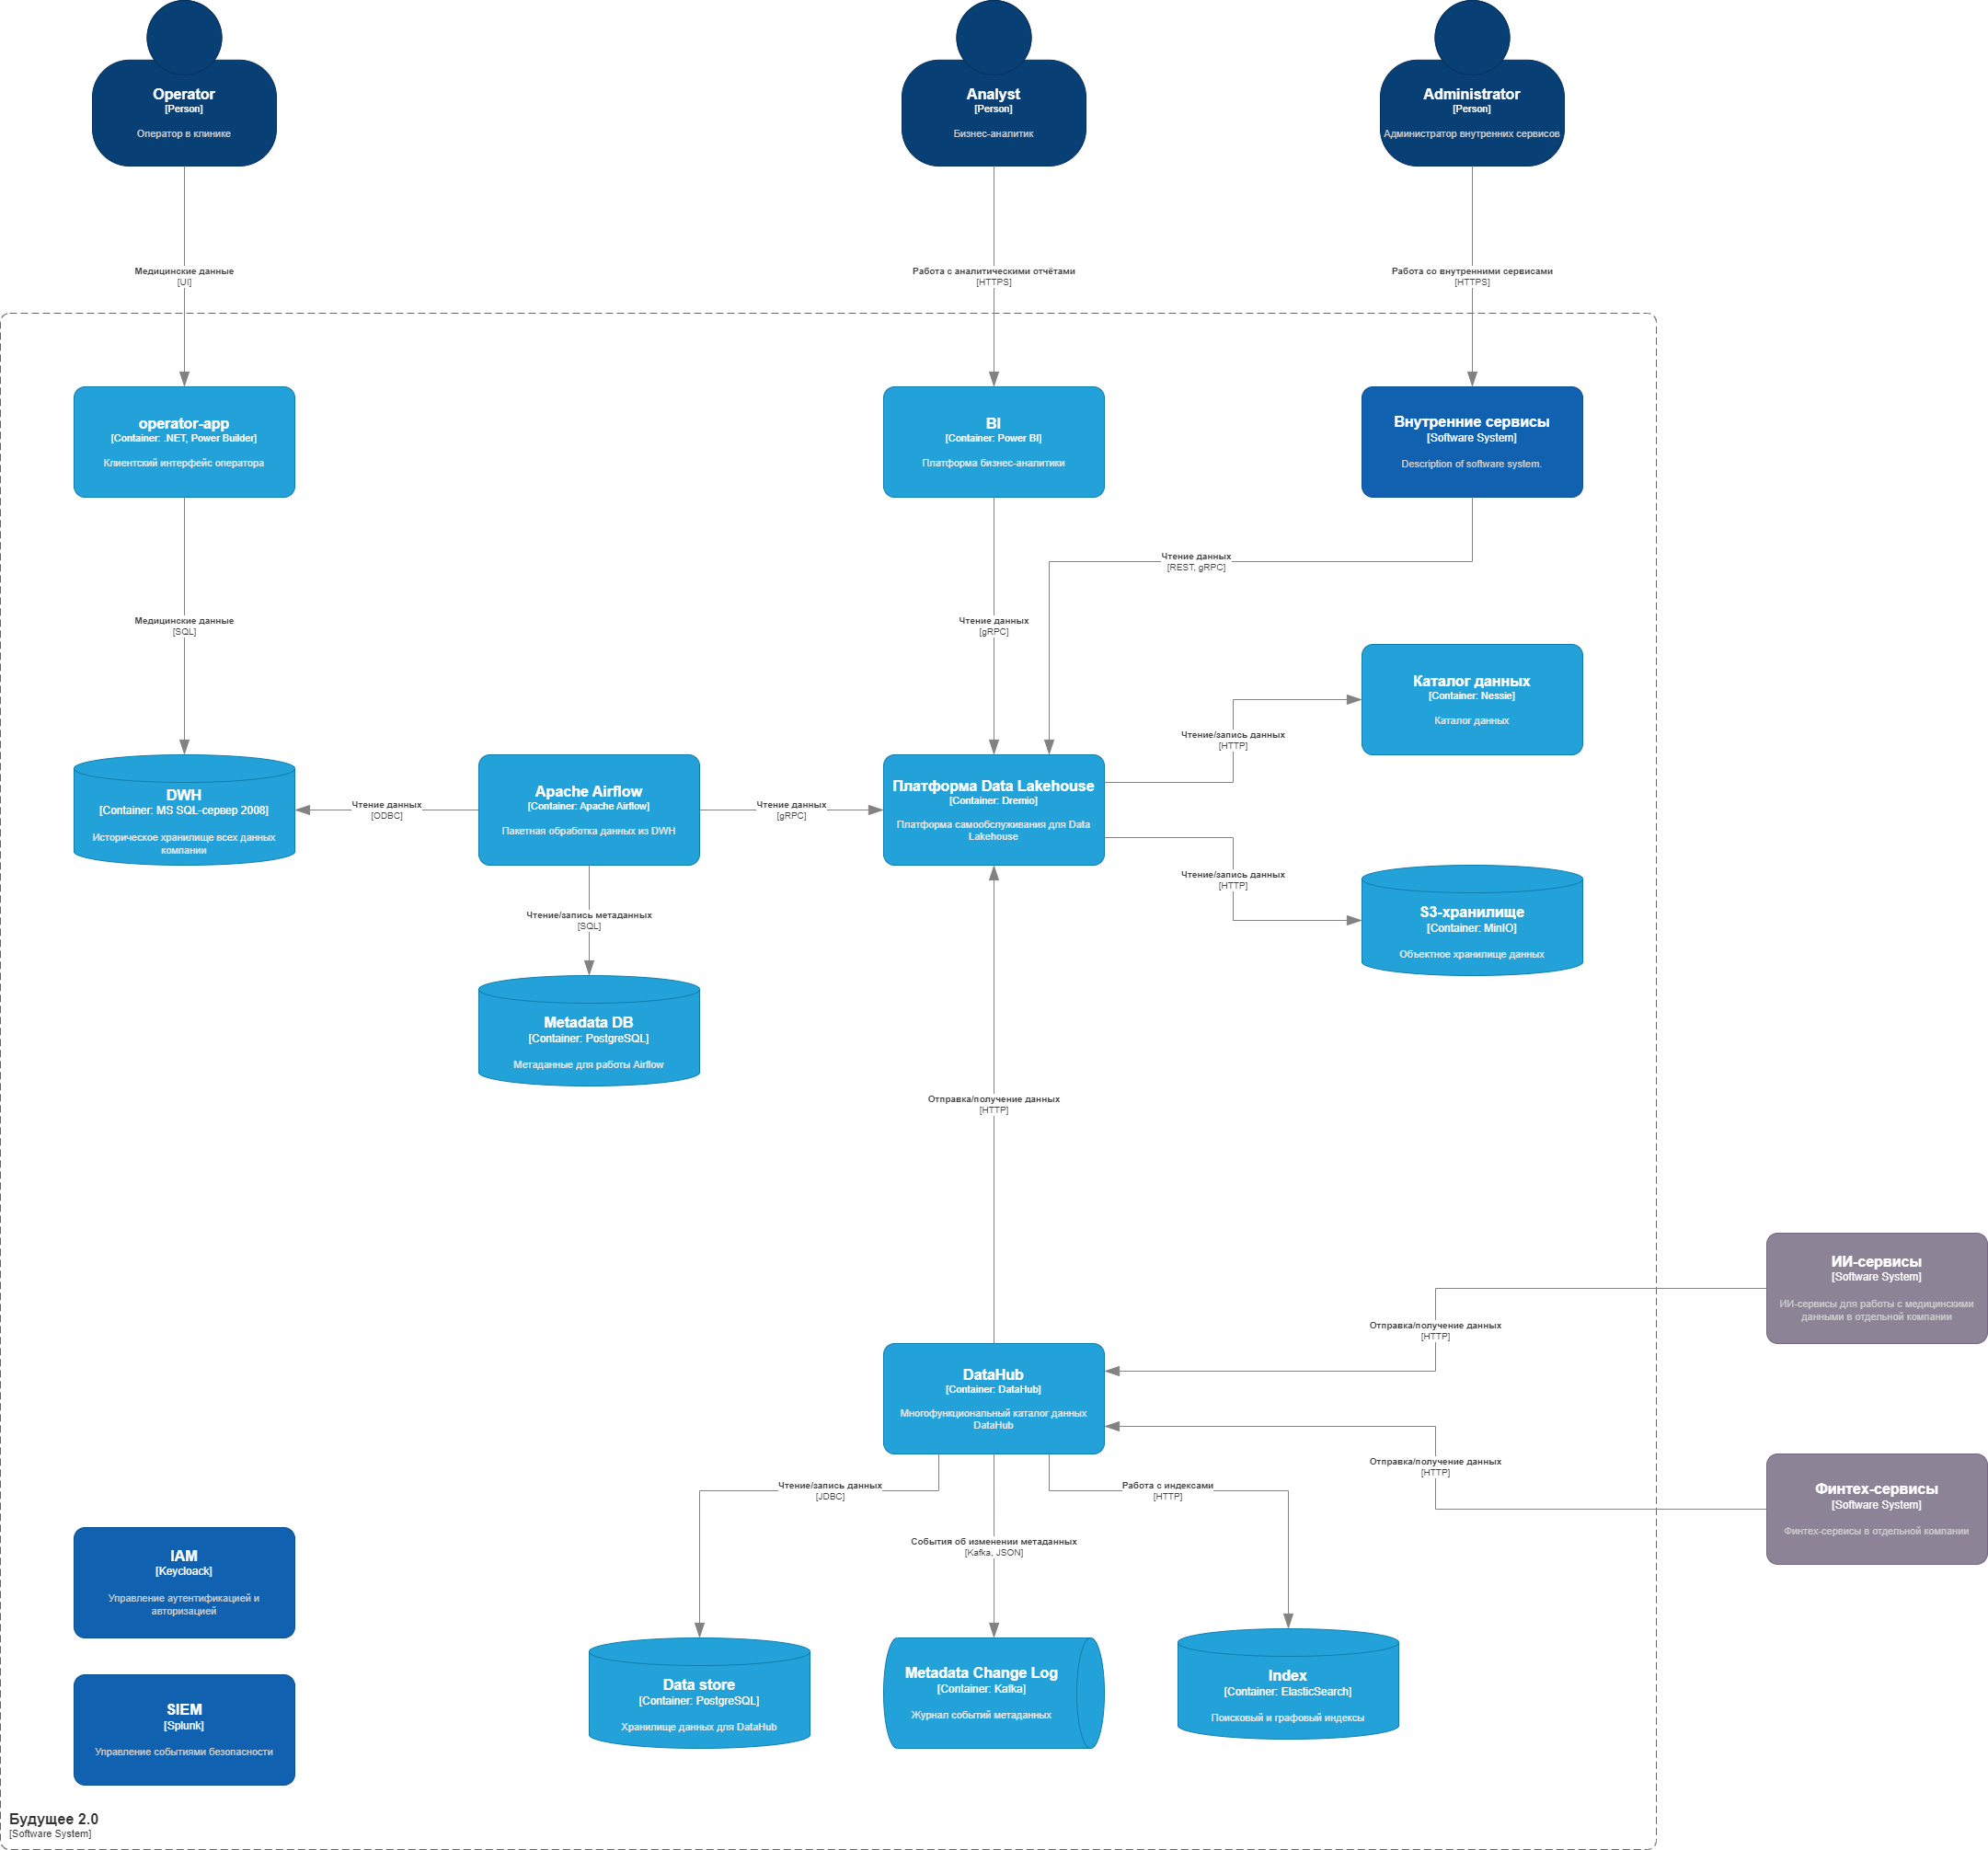 Operator
[Person]
Оператор в клинике
Analyst
[Person]
Бизнес-аналитик
Administrator
[Person]
Администратор внутренних сервисов
Медицинские данные
[UI]
Работа с аналитическими отчётами
[HTTPS]
Работа со внутренними сервисами
[HTTPS]
operator-app
[Container: .NET, Power Builder]
Клиентский интерфейс оператора
BI
[Container: Power BI]
Платформа бизнес-аналитики
Внутренние сервисы
[Software System]
Description of software system.
Чтение данных
[REST, gRPC]
Медицинские данные
[SQL]
Чтение данных
[gRPC]
Каталог данных
[Container: Nessie]
Каталог данных
Чтение/запись данных
[HTTP]
DWH
[Container: MS SQL-сервер 2008]
Историческое хранилище всех данных
компании
Чтение данных
[ODBC]
Apache Airflow
[Container: Apache Airflow]
Пакетная обработка данных из DWH
Чтение данных
[gRPC]
Платформа Data Lakehouse
[Container: Dremio]
Платформа самообслуживания для Data
Lakehouse
Чтение/запись данных
[HTTP]
S3-хранилище
[Container: MinIO]
Объектное хранилище данных
Чтение/запись метаданных
[SQL]
Metadata DB
[Container: PostgreSQL]
Метаданные для работы Airflow
Отправка/получение данных
[HTTP]
ИИ-сервисы
[Software System]
ИИ-сервисы для работы с медицинскими
данными в отдельной компании
Отправка/получение данных
[HTTP]
DataHub
[Container: DataHub]
Многофункциональный каталог данных
DataHub
Отправка/получение данных
[HTTP]
Финтех-сервисы
[Software System]
Финтех-сервисы в отдельной компании
Чтение/запись данных
[JDBC]
Работа с индексами
[HTTP]
События об изменении метаданных
[Kafka, JSON]
IAM
[Keycloack]
Управление аутентификацией и
авторизацией
Data store
[Container: PostgreSQL]
Хранилище данных для DataHub
Metadata Change Log
[Container: Kafka]
Журнал событий метаданных
Index
[Container: ElasticSearch]
Поисковый и графовый индексы
SIEM
[Splunk]
Управление событиями безопасности
Будущее 2.0
[Software System]